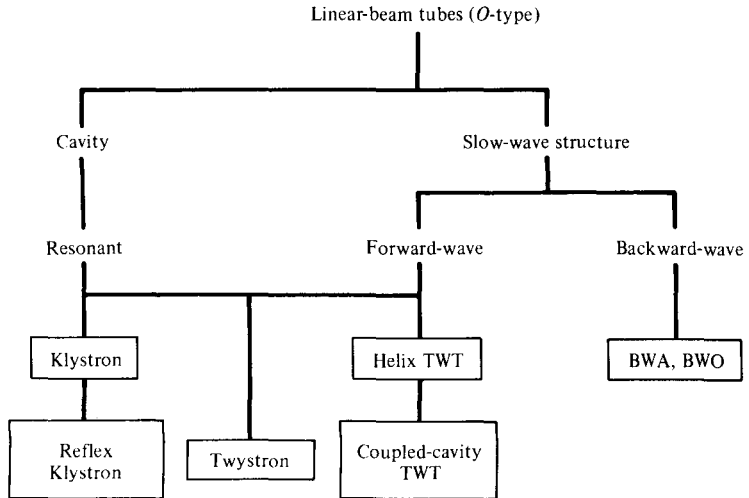 Linear-beam tubes (O-type)
Cavity
Slow-wave structure
Resonant
Forward-wave
Backward-wave
Klystron
Helix TWT
BWA, BWO
Reflex
Klystron
Twystron
Coupled-cavity
TWT